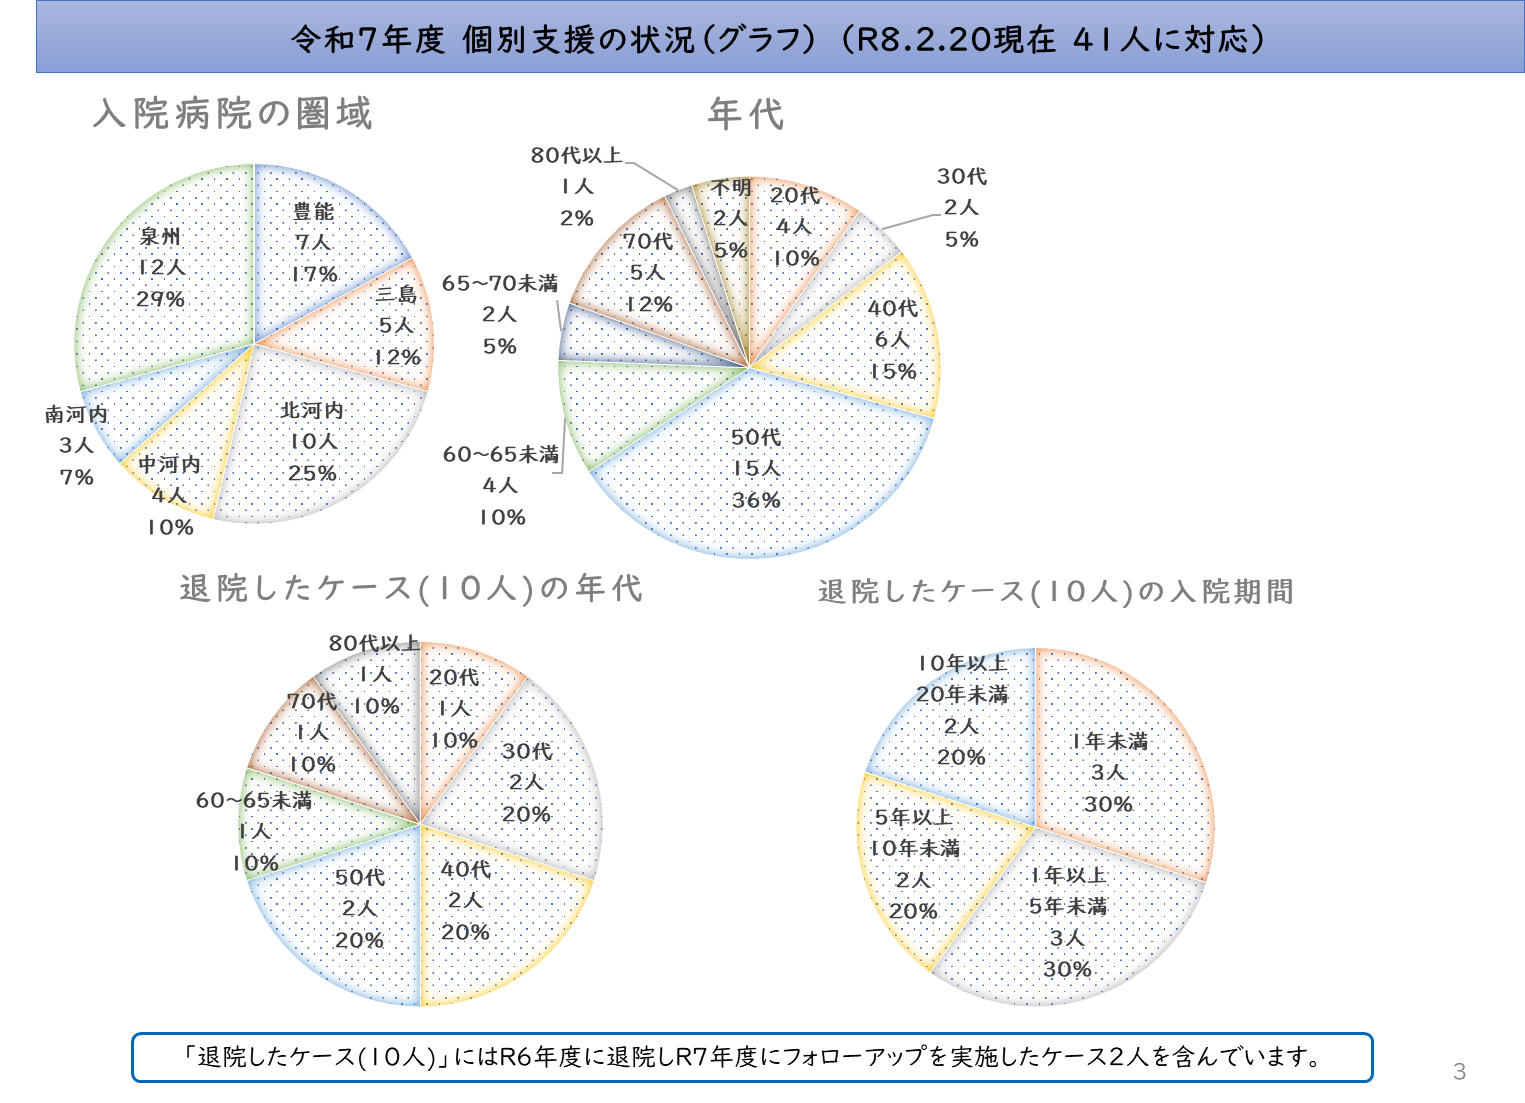 令和7年度 個別支援の状況（グラフ）（R8.2.20現在 41人に対応）
入院病院の圏域
豊能
7人
17%
三島
5人
12%
北河内
10人
25%
中河内
4人
10%
南河内
3人
7%
泉州
12人
29%
年代
20代
4人
10%
30代
2人
5%
40代
6人
15%
50代
15人
36%
60～65未満
4人
10%
65～70未満
2人
5%
70代
5人
12%
80代以上
1人
2%
不明
2人
5%
退院したケース(10人)の年代
20代
1人
10%
30代
2人
20%
40代
2人
20%
50代
2人
20%
60～65未満
1人
10%
70代
1人
10%
80代以上
1人
10%
退院したケース(10人)の入院期間
1年未満
3人
30%
1年以上
5年未満
3人
30%
5年以上
10年未満
2人
20%
10年以上
20年未満
2人
20%
「退院したケース(10人)」にはR6年度に退院しR7年度にフォローアップを実施したケース2人を含んでいます。
3